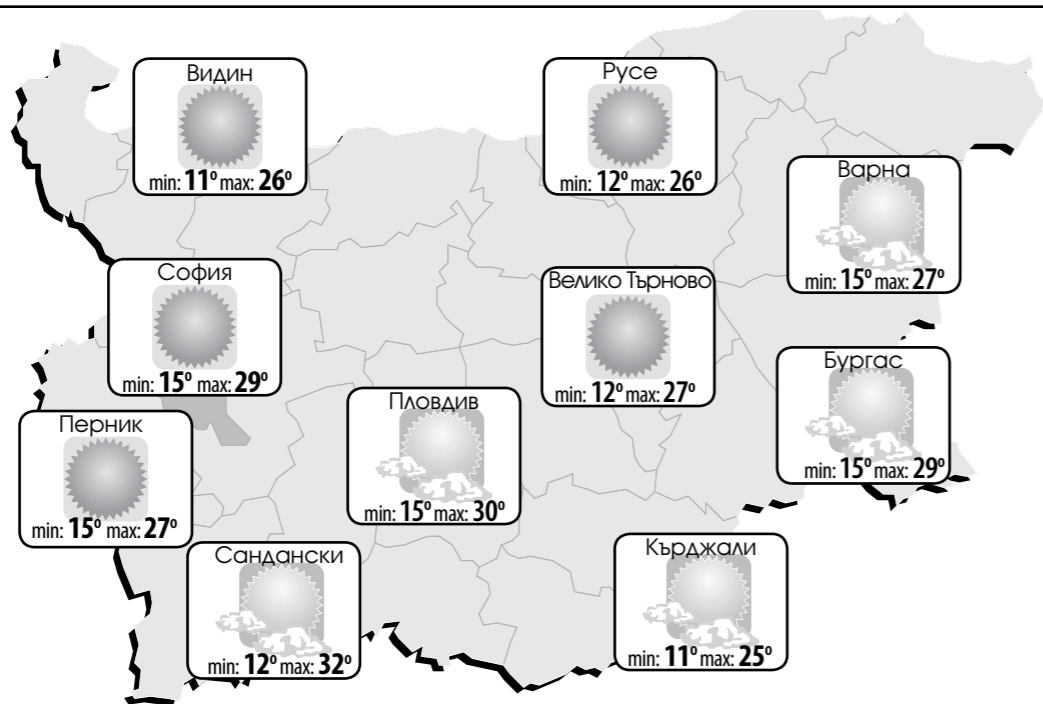 Видин
min: 11° max: 26°
Русе
min: 12° max: 26°
Варна
min: 15° max: 27°
София
min: 15° max: 29°
Велико Търново
min: 12° max: 27°
Бургас
min: 15° max: 29°
Пловдив
min: 15° max: 30°
Перник
min: 15° max: 27°
Сандански
min: 12° max: 32°
Кърджали
min: 11° max: 25°